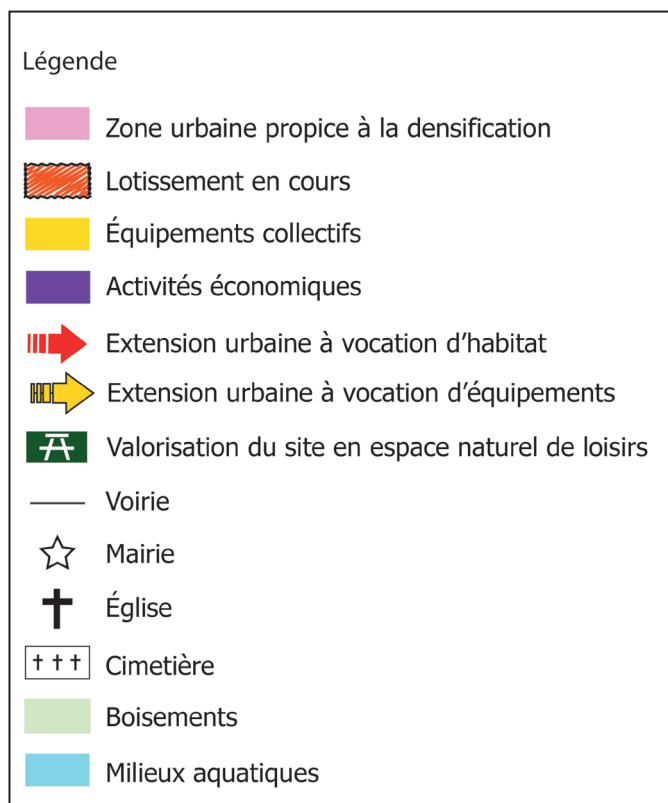 Légende
Zone urbaine propice à la densification
Lotissement en cours
Équipements collectifs
Activités économiques
Extension urbaine à vocation d'habitat
Extension urbaine à vocation d'équipements
Valorisation du site en espace naturel de loisirs
Voirie
Mairie
Église
Cimetière
Boisements
Milieux aquatiques